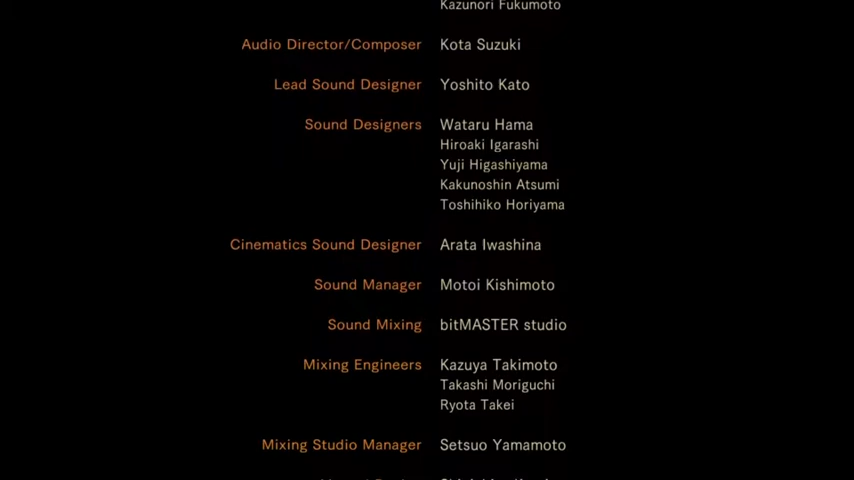 Kazunori Fukumoto
Audio Director/Composer Kota Suzuki
Lead Sound Designer Yoshito Kato
Sound Designers Wataru Hama
Hiroaki Igarashi
Yuji Higashiyama
Kakunoshin Atsumi
Toshihiko Horiyama
Cinematics Sound Designer Arata Iwashina
Sound Manager Motoi Kishimoto
Sound Mixing bitMASTER studio
Mixing Engineers Kazuya Takimoto
Takashi Moriguchi
Ryota Takei
Mixing Studio Manager Setsuo Yamamoto